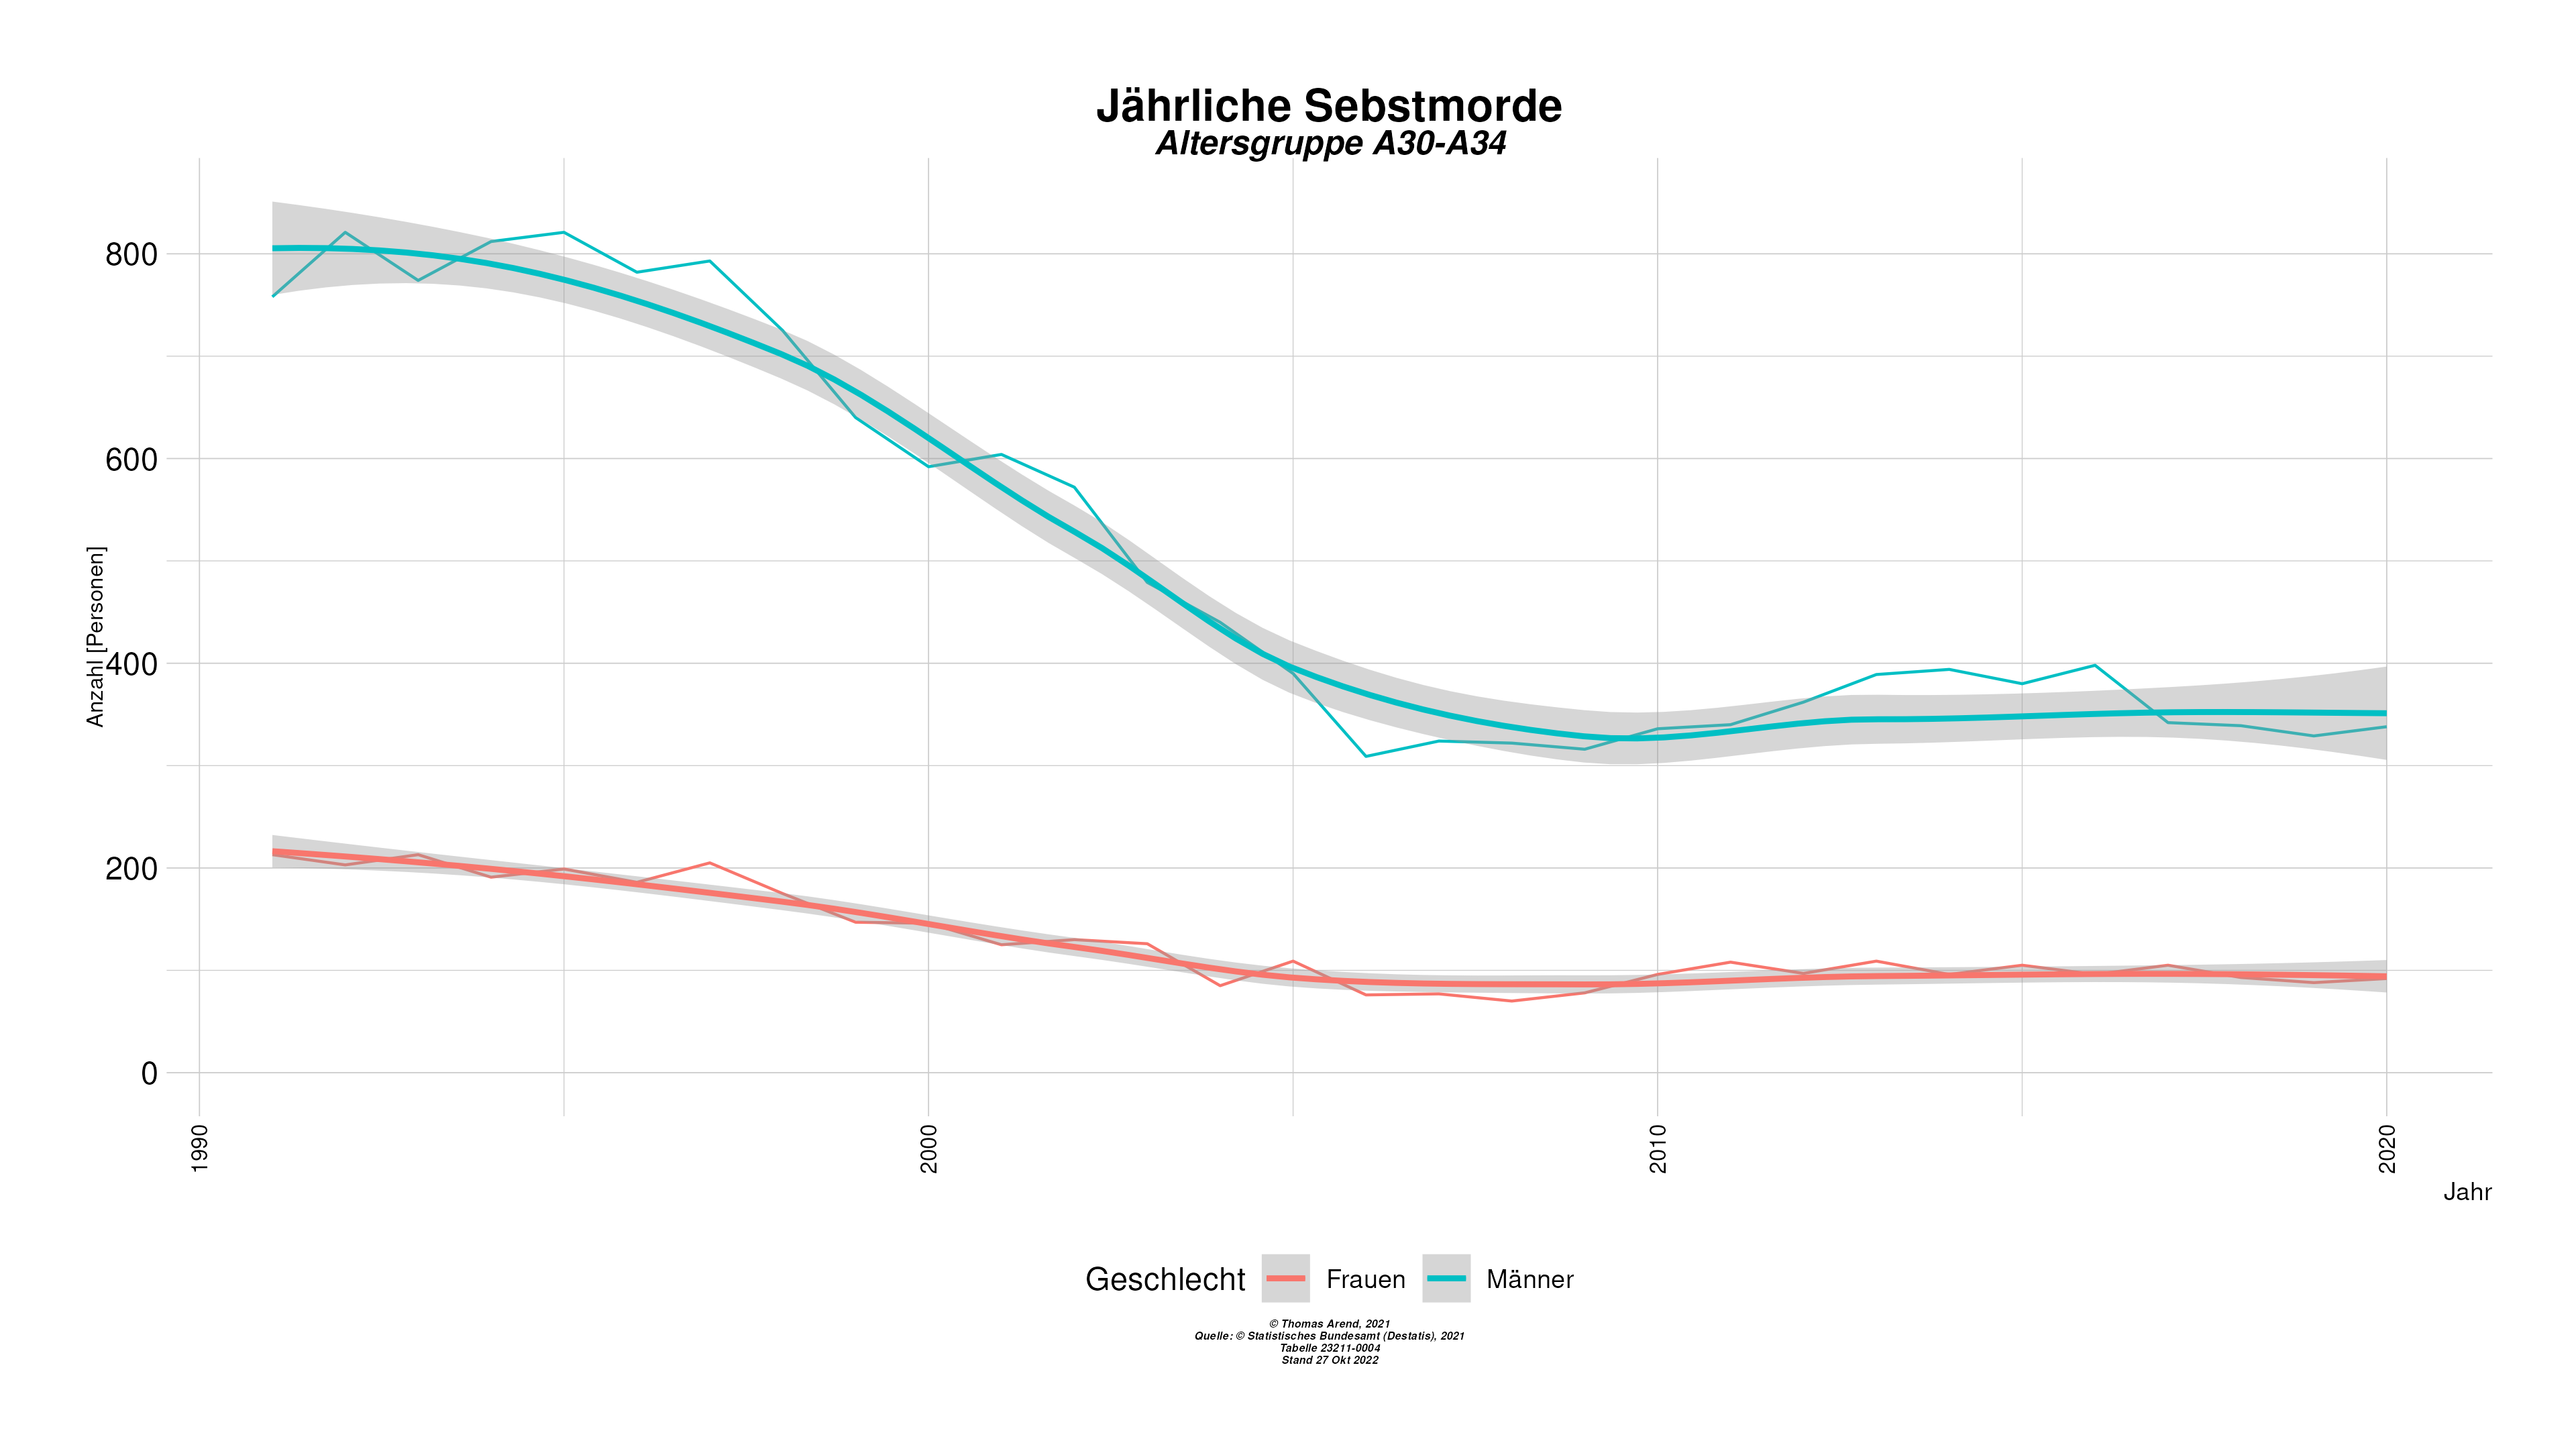 Jährliche Sebstmorde
Altersgruppe A30-A34
Anzahl [Personen]
800
600
400
200
0
1990
2000
2010
2020
Jahr
Geschlecht
Frauen
Männer
© Thomas Arend, 2021
Quelle: © Statistisches Bundesamt (Destatis), 2021
Tabelle 23211-0004
Stand 27 Okt 2022